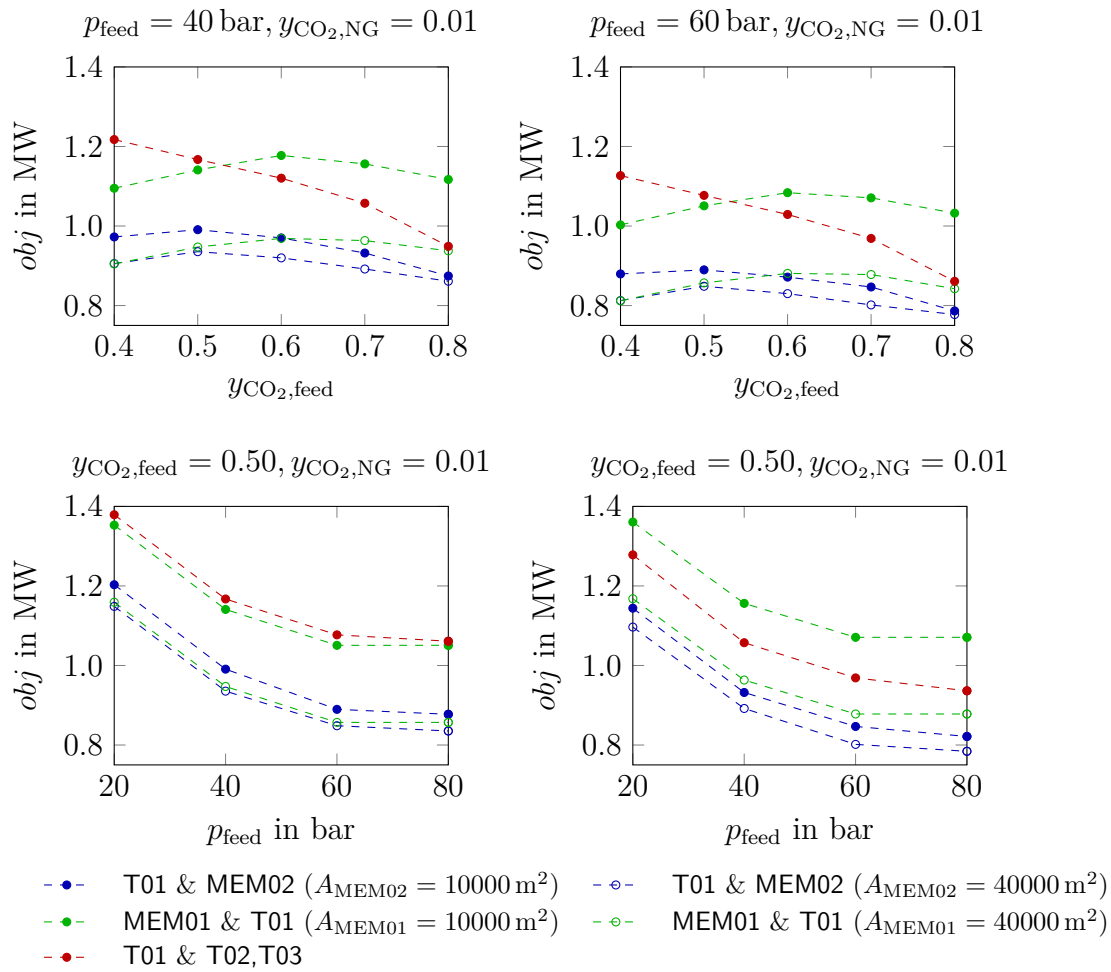 p_feed = 40 bar, y_CO₂,NG = 0.01
p_feed = 60 bar, y_CO₂,NG = 0.01
1.4
1.2
1.0
0.8
obj in MW
0.4 0.5 0.6 0.7 0.8
y_CO₂,feed
1.4
1.2
1.0
0.8
obj in MW
0.4 0.5 0.6 0.7 0.8
y_CO₂,feed
y_CO₂,feed = 0.50, y_CO₂,NG = 0.01
y_CO₂,feed = 0.50, y_CO₂,NG = 0.01
1.4
1.2
1.0
0.8
obj in MW
20 40 60 80
p_feed in bar
1.4
1.2
1.0
0.8
obj in MW
20 40 60 80
p_feed in bar
T01 & MEM02 (A_MEM02 = 10000 m²)
T01 & MEM02 (A_MEM02 = 40000 m²)
MEM01 & T01 (A_MEM01 = 10000 m²)
MEM01 & T01 (A_MEM01 = 40000 m²)
T01 & T02,T03